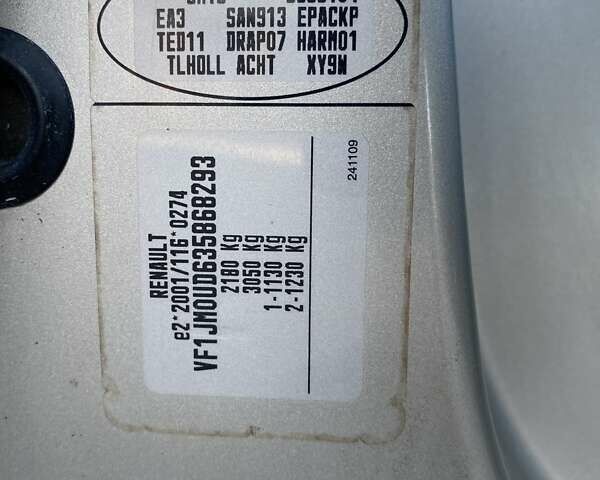 EA3 SAN913 EPACKP
TED11 DRAP07 HARM01
TLHOLL ACHT XY9N
RENAULT
e2*2001/116*0274
VF1JM0UD635868293
2180 Kg
3050 Kg
1-1130 Kg
2-1230 Kg
241109